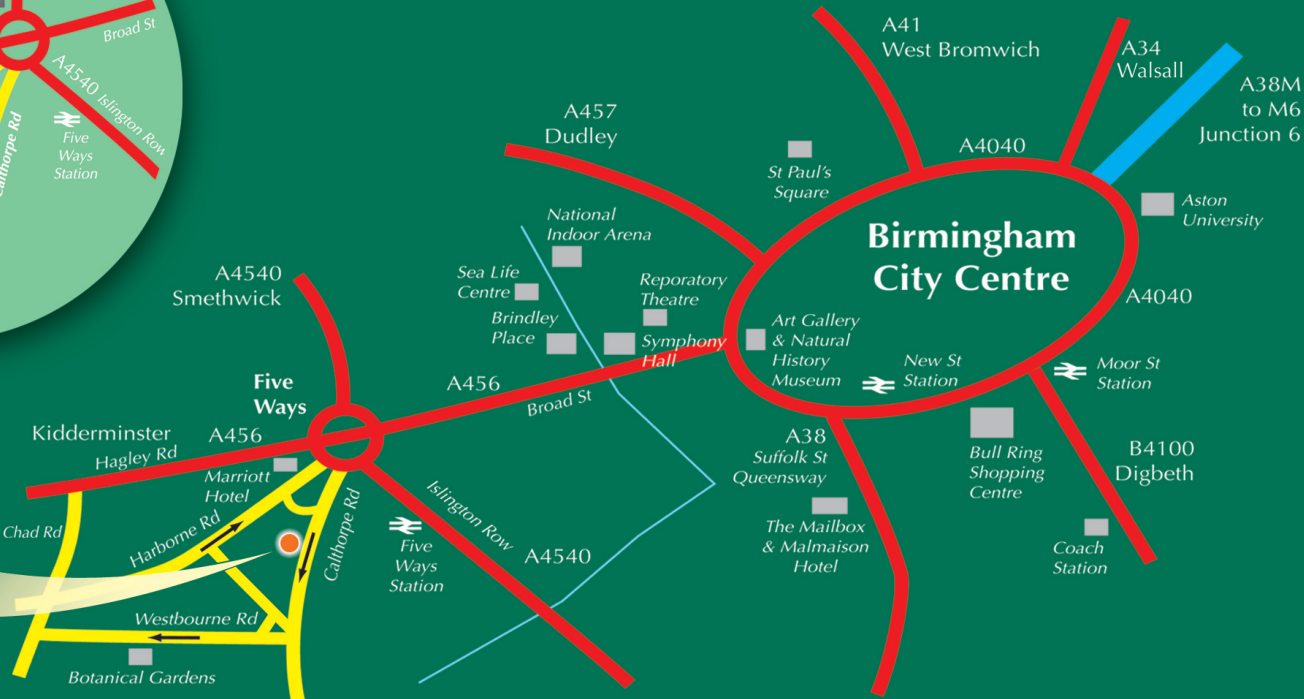 Broad St
A4540 Islington Row
Five
Ways
Station
Calthorpe Rd
A41
West Bromwich
A34
Walsall
A38M
to M6
Junction 6
A457
Dudley
A4040
St Paul's
Square
Aston
University
National
Indoor Arena
Birmingham
City Centre
A4540
Smethwick
Sea Life
Centre
Reporatory
Theatre
A4040
Brindley
Place
Symphony
Hall
Art Gallery
& Natural
History
Museum
New St
Station
Moor St
Station
Five
Ways
A456
Broad St
Kidderminster
A456
Hagley Rd
Marriott
Hotel
A38
Suffolk St
Queensway
Bull Ring
Shopping
Centre
B4100
Digbeth
Chad Rd
Harborne Rd
Calthorpe Rd
Islington Row
A4540
Five
Ways
Station
The Mailbox
& Malmaison
Hotel
Coach
Station
Westbourne Rd
Botanical Gardens